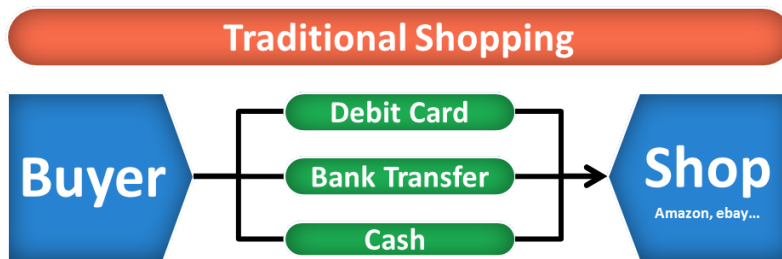 Traditional Shopping
Buyer
Debit Card
Bank Transfer
Cash
Shop
Amazon, ebay...